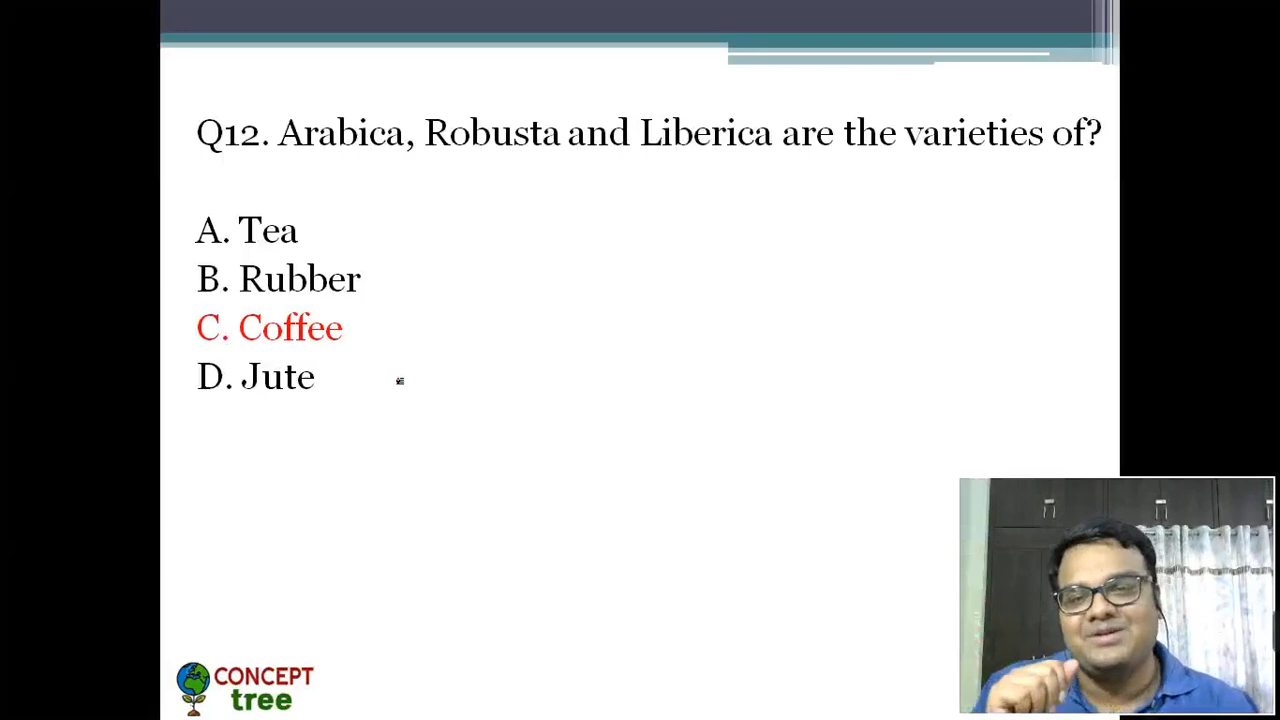 Q12. Arabica, Robusta and Liberica are the varieties of?
A. Tea
B. Rubber
C. Coffee
D. Jute
CONCEPT
tree